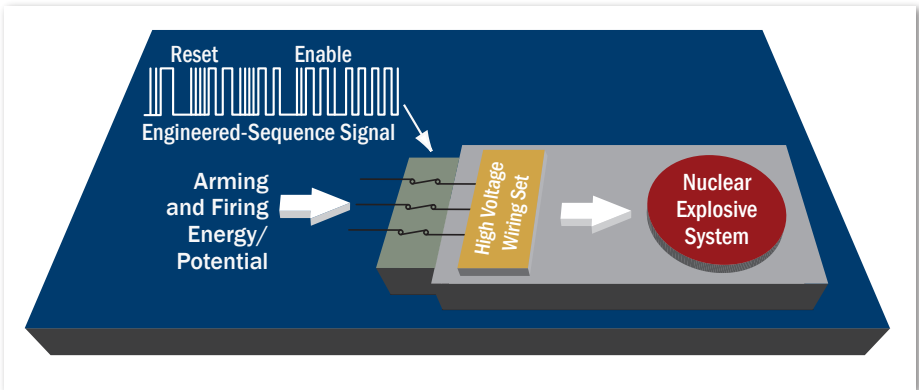 Reset Enable
Engineered-Sequence Signal
Arming
and Firing
Energy/
Potential
High Voltage
Wiring Set
Nuclear
Explosive
System